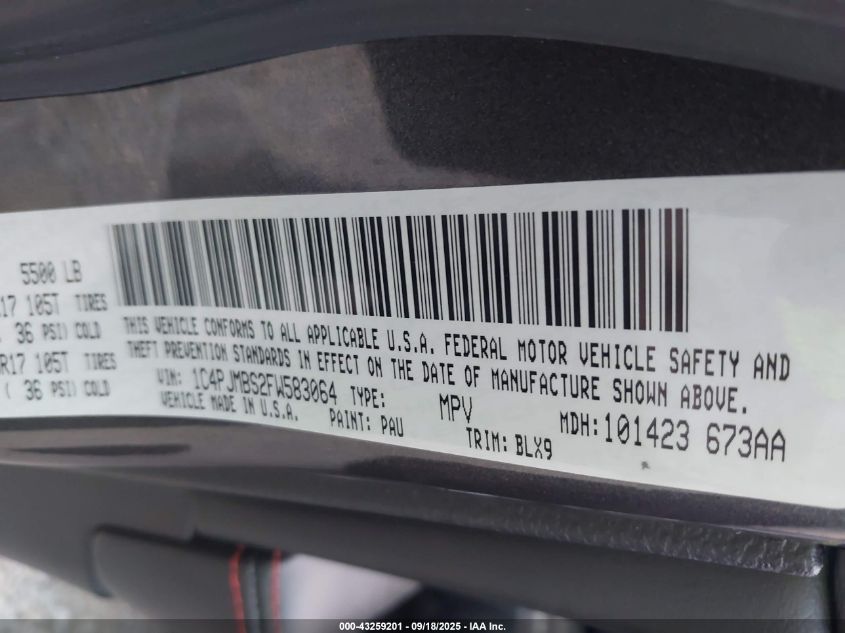 5500 LB
17 105T TIRES
36 PSI) COLD
R17 105T TIRES
( 36 PSI) COLD
THIS VEHICLE CONFORMS TO ALL APPLICABLE U.S.A. FEDERAL MOTOR VEHICLE SAFETY AND
THEFT PREVENTION STANDARDS IN EFFECT ON THE DATE OF MANUFACTURE SHOWN ABOVE.
VIN: 1C4PJMBS2FW583064 TYPE: MPV MDH: 101423 673AA
VEHICLE MADE IN U.S.A. PAINT: PAU TRIM: BLX9
000-43259201 - 09/18/2025 - IAA Inc.